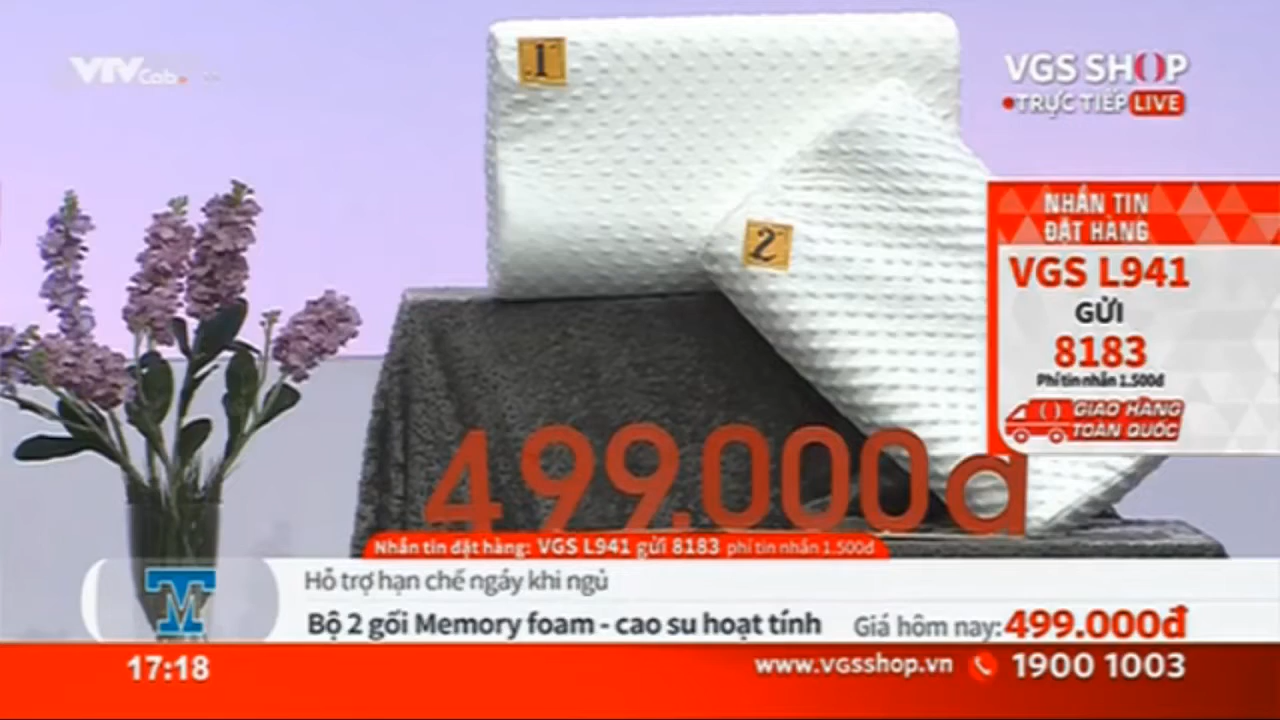 VTVCab
VGS SHOP
TRỰC TIẾP LIVE
1
2
NHẮN TIN
ĐẶT HÀNG
VGS L941
GỬI
8183
Phí tin nhắn 1.500đ
GIAO HÀNG
TOÀN QUỐC
499.000đ
Nhắn tin đặt hàng: VGS L941 gửi 8183 phí tin nhắn 1.500đ
TM
Hỗ trợ hạn chế ngáy khi ngủ
Bộ 2 gối Memory foam - cao su hoạt tính
Giá hôm nay: 499.000đ
17:18
www.vgsshop.vn 1900 1003